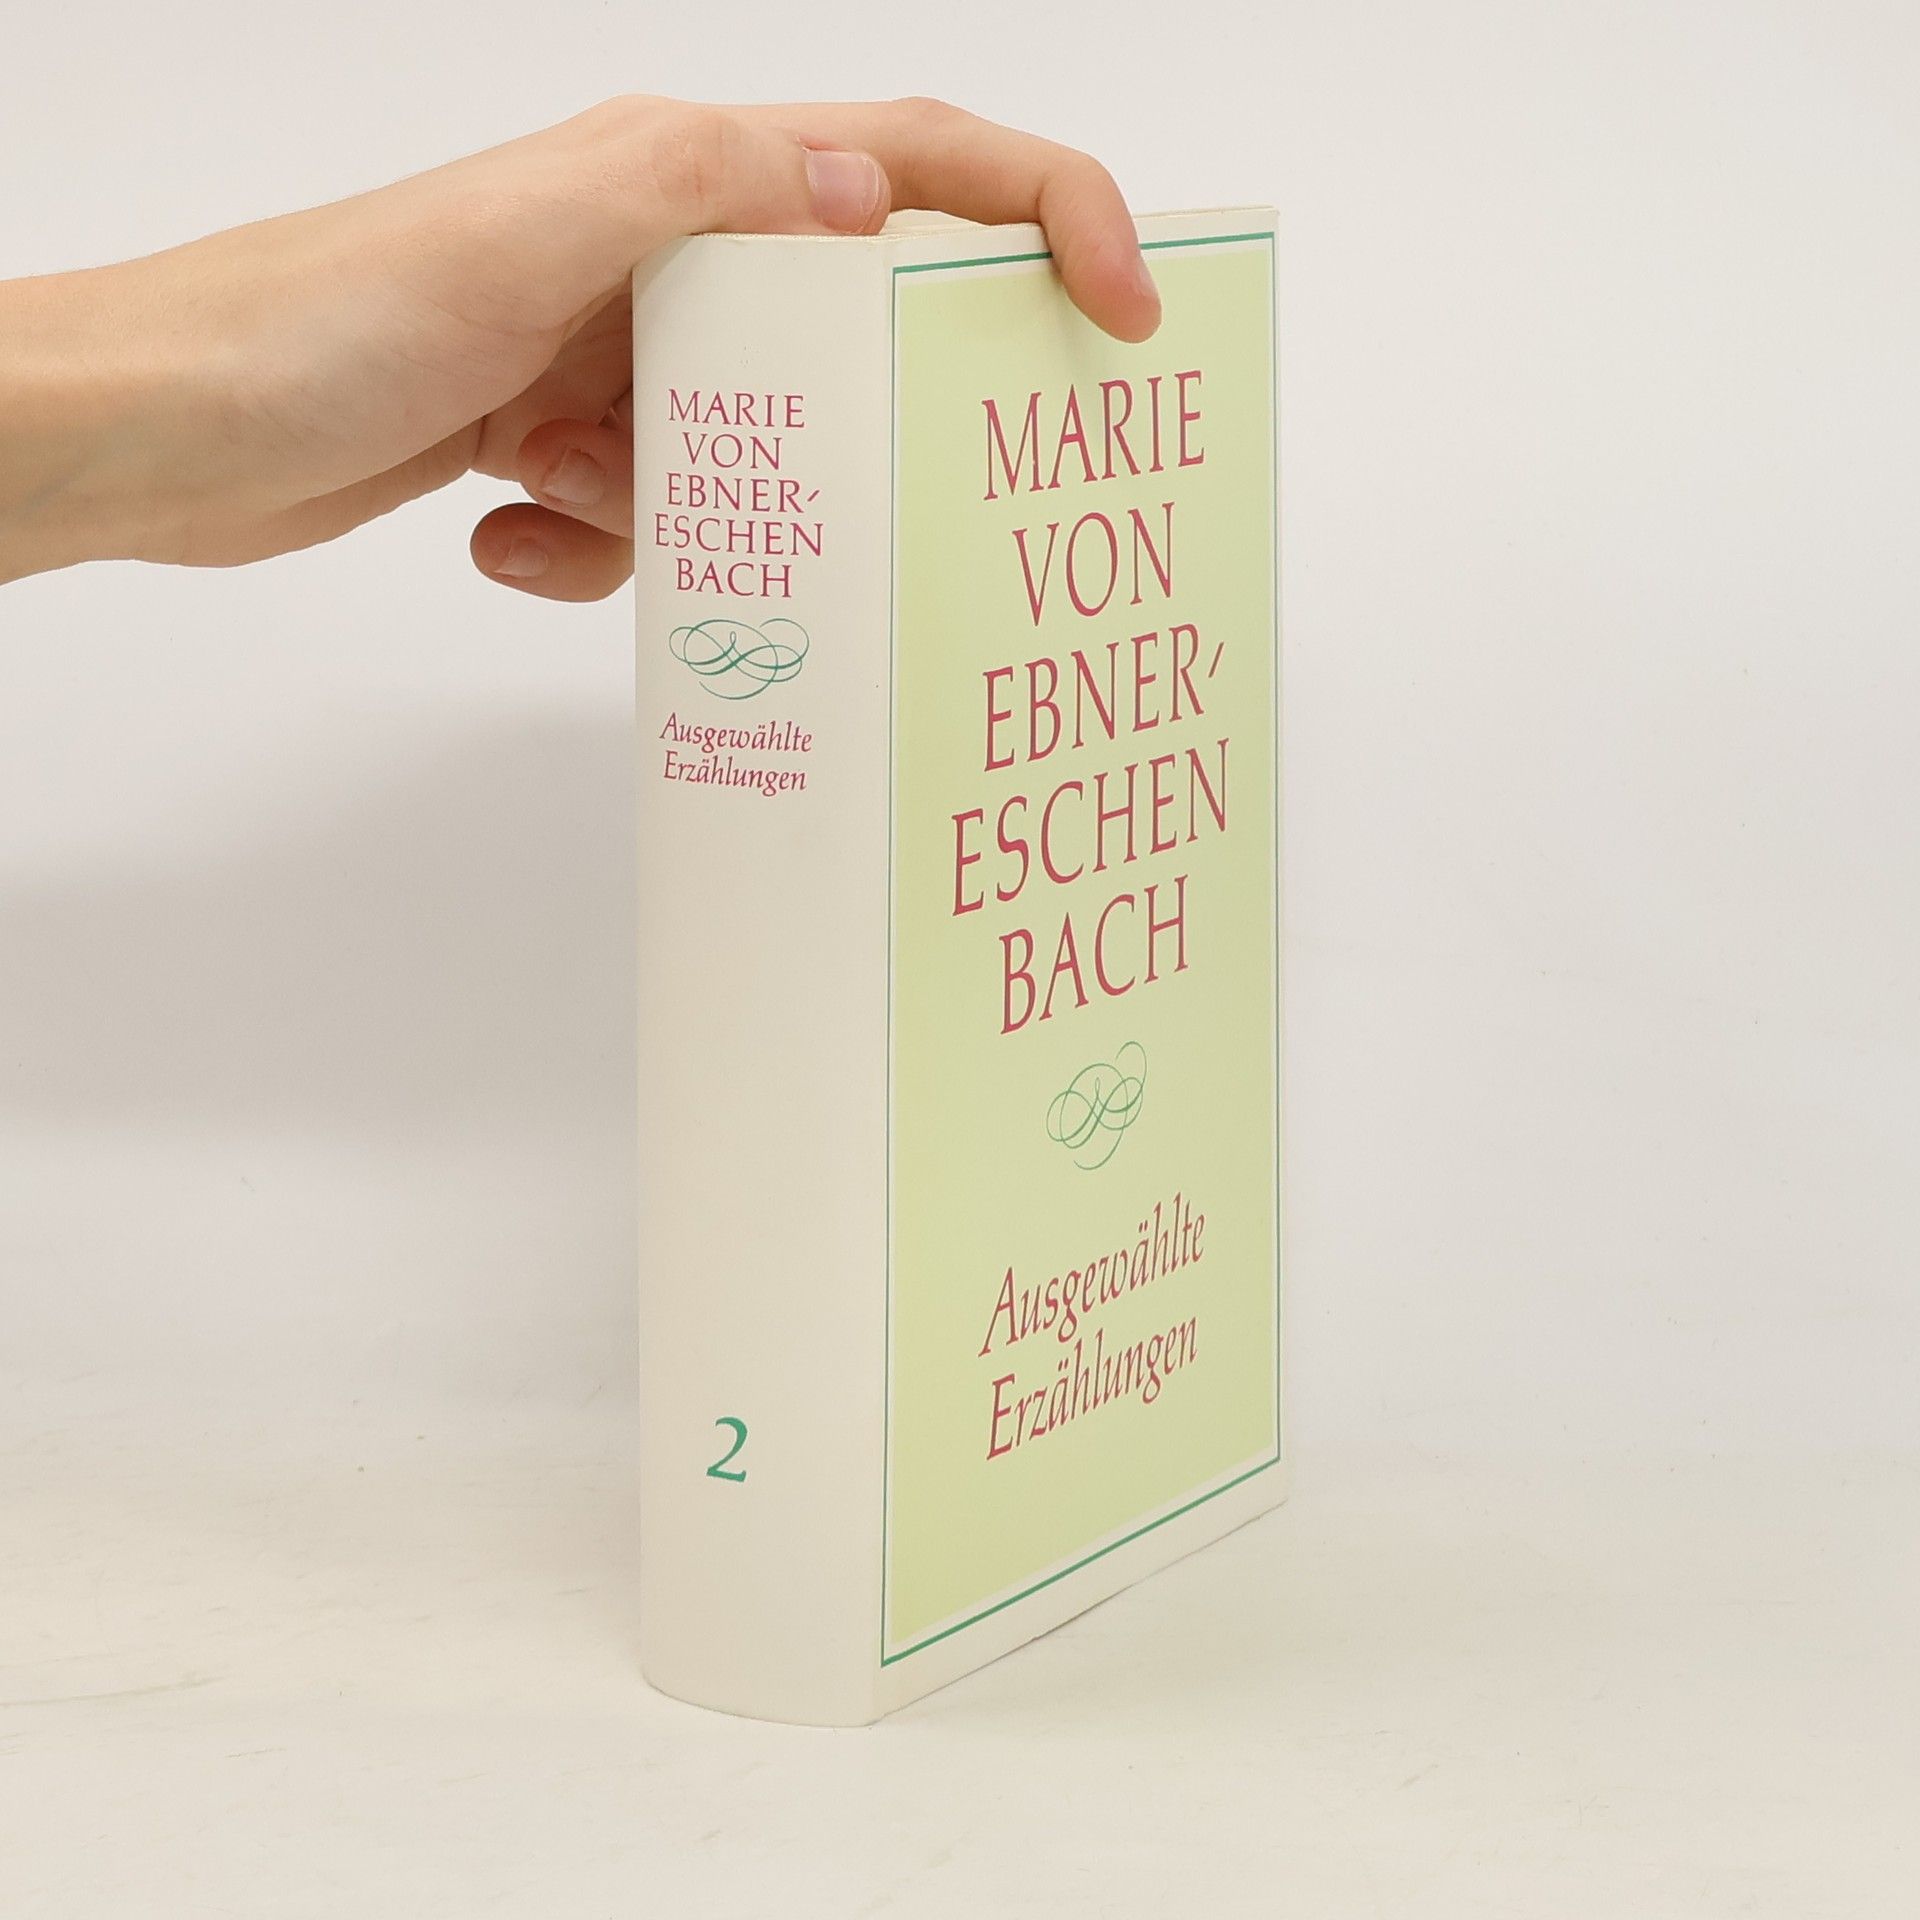 MARIE
VON
EBNER-
ESCHEN
BACH
Ausgewählte
Erzählungen
2
MARIE
VON
EBNER-
ESCHEN
BACH
Ausgewählte
Erzählungen